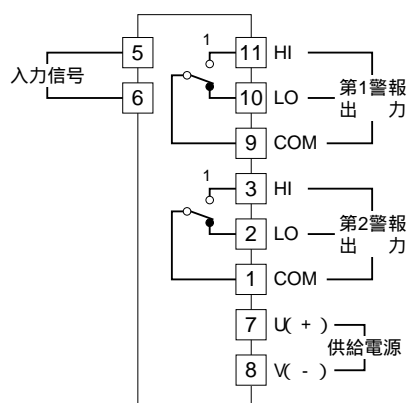 入力信号
5
6
1
11 HI
10 LO
9 COM
第1警報
出 力
1
3 HI
2 LO
1 COM
第2警報
出 力
7 U( + )
8 V( - )
供給電源